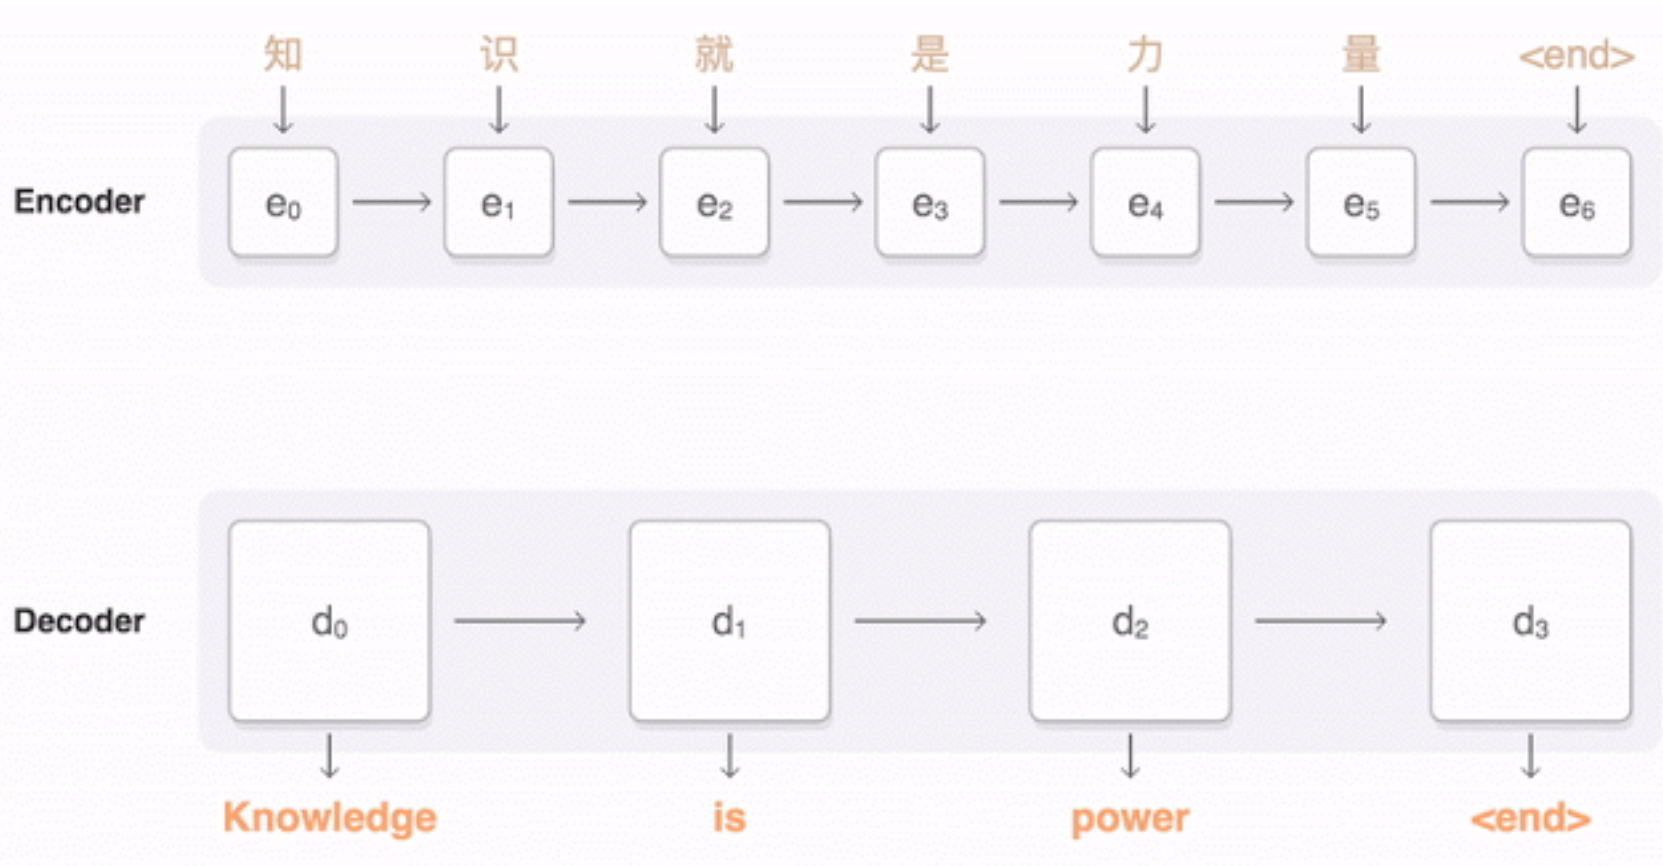 知 识 就 是 力 量 <end>
Encoder e₀ e₁ e₂ e₃ e₄ e₅ e₆
Decoder d₀ d₁ d₂ d₃
Knowledge is power <end>